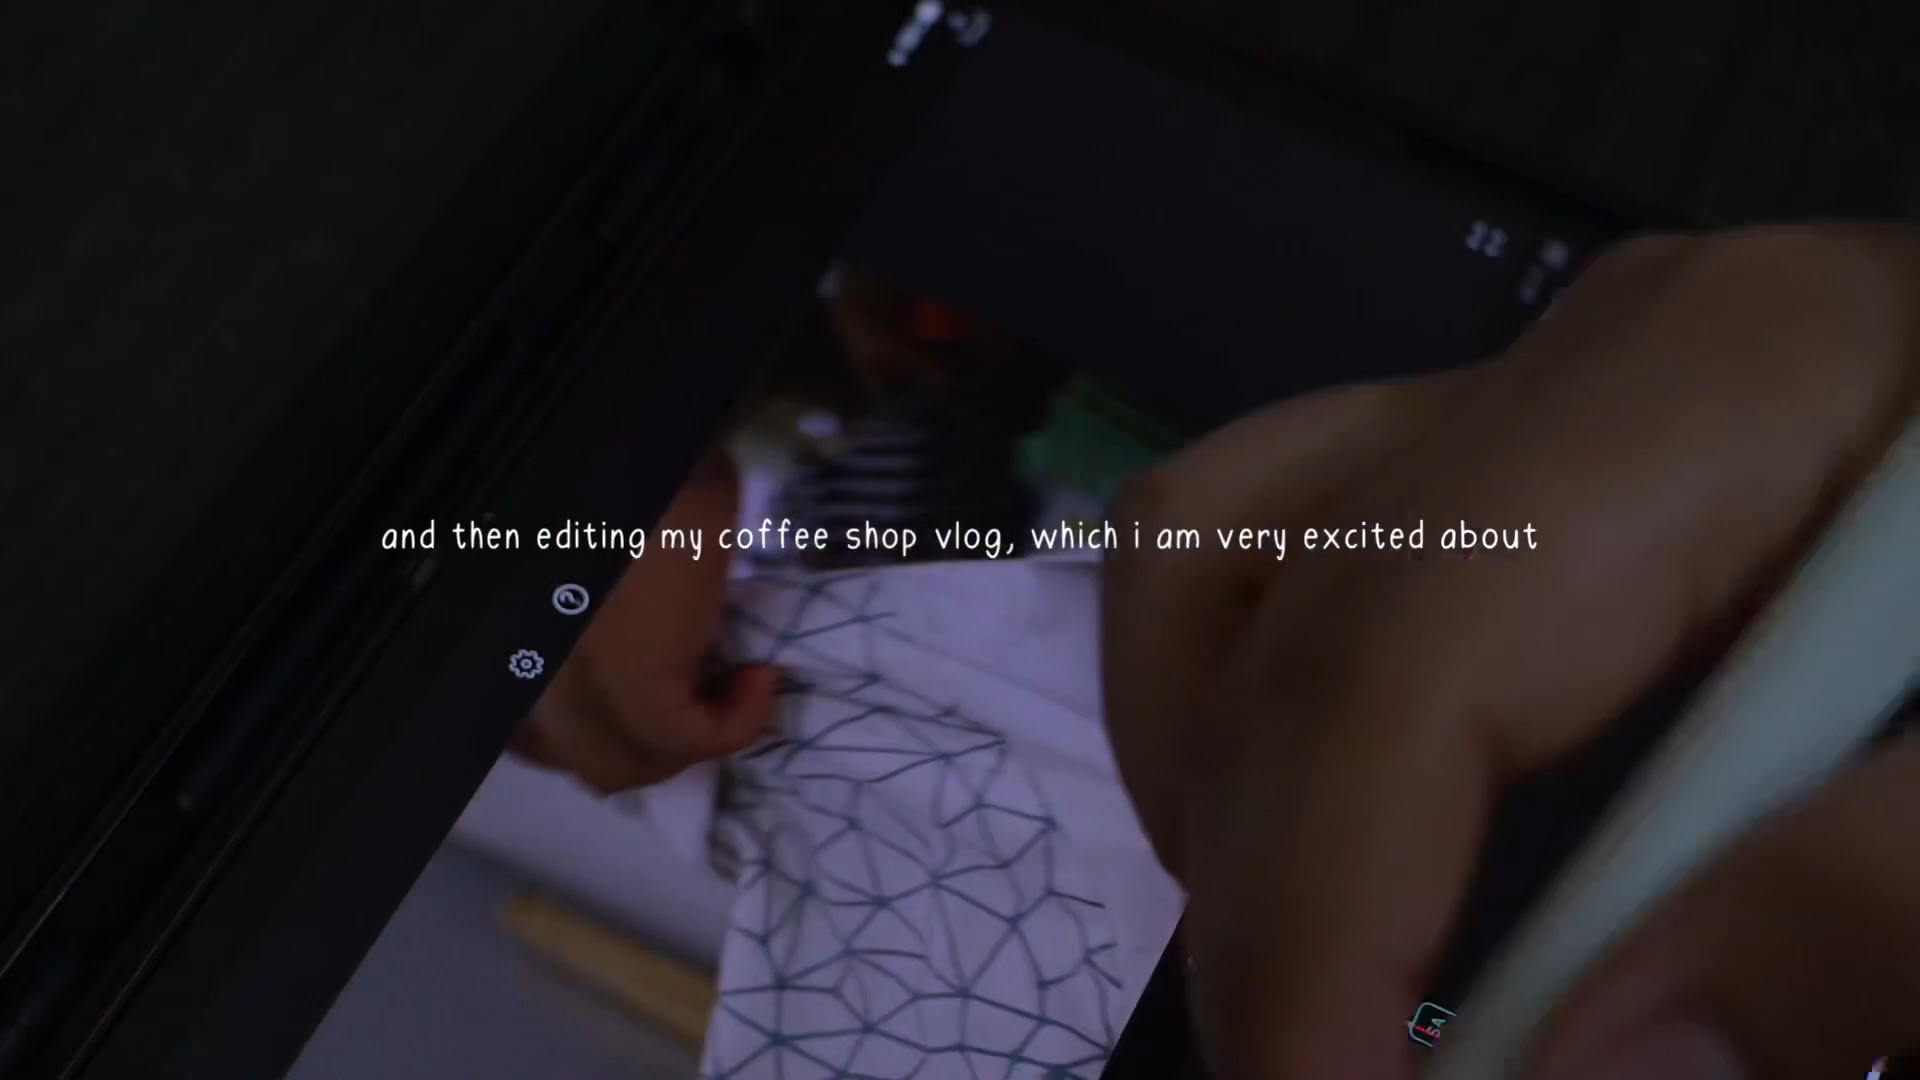 and then editing my coffee shop vlog, which i am very excited about